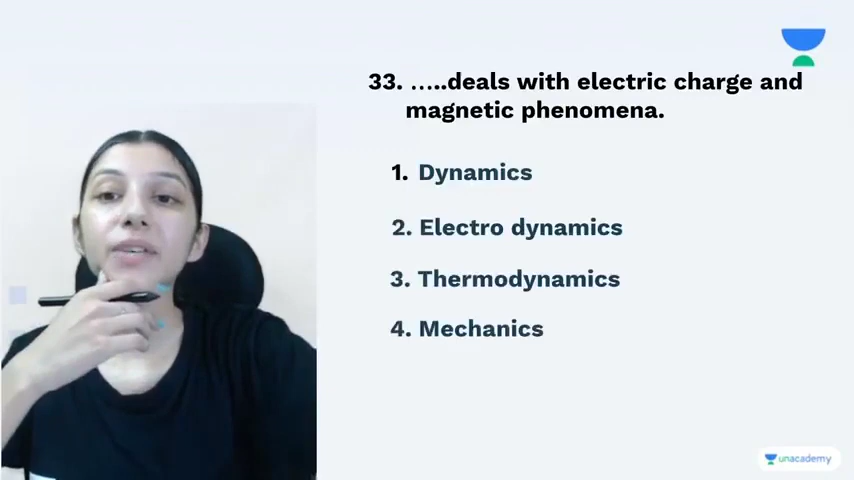 33. …..deals with electric charge and
magnetic phenomena.
1. Dynamics
2. Electro dynamics
3. Thermodynamics
4. Mechanics
unacademy